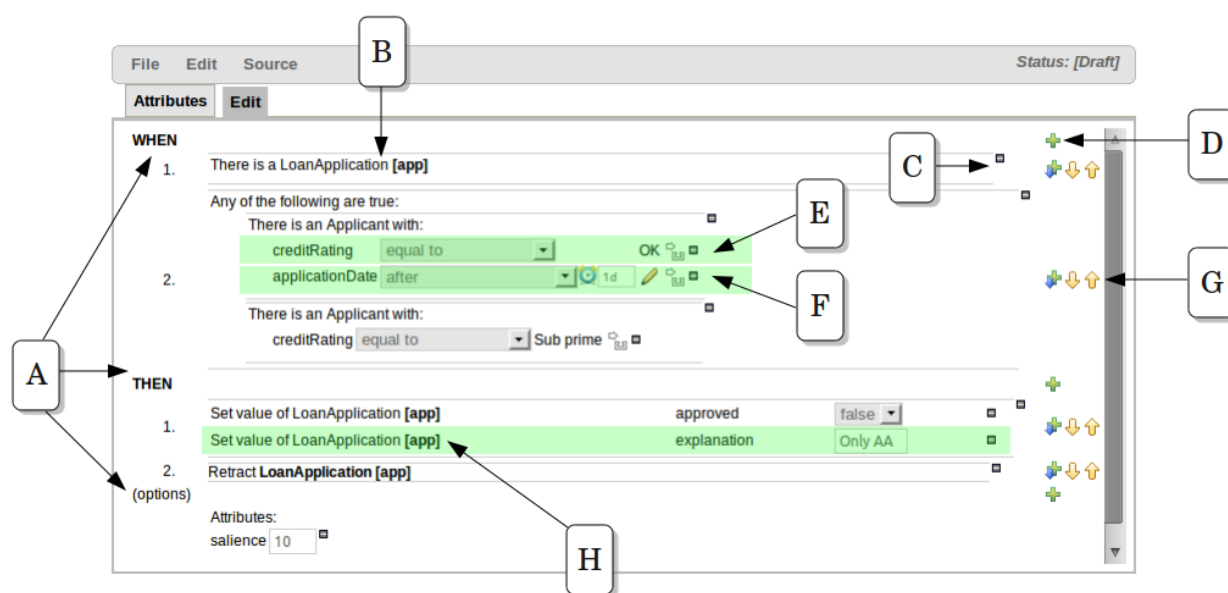 B
File Edit Source Status: [Draft]
Attributes Edit
WHEN
D
1. There is a LoanApplication [app]
C
Any of the following are true:
There is an Applicant with:
E
creditRating equal to OK
2. applicationDate after 1d
G
F
There is an Applicant with:
creditRating equal to Sub prime
A
THEN
1. Set value of LoanApplication [app] approved false
Set value of LoanApplication [app] explanation Only AA
2. Retract LoanApplication [app]
(options)
Attributes:
salience 10
H